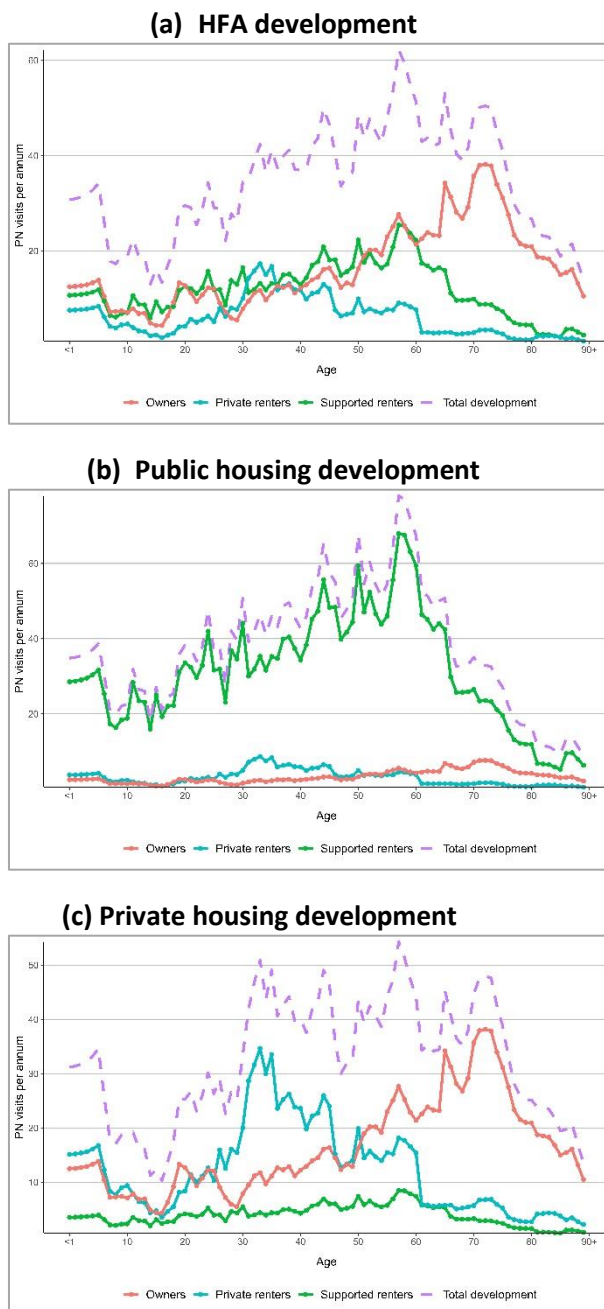 (a) HFA development
60
40
20
PN visits per annum
<1 10 20 30 40 50 60 70 80 90+
Age
Owners Private renters Supported renters Total development
(b) Public housing development
60
40
20
PN visits per annum
<1 10 20 30 40 50 60 70 80 90+
Age
Owners Private renters Supported renters Total development
(c) Private housing development
50
40
30
20
10
PN visits per annum
<1 10 20 30 40 50 60 70 80 90+
Age
Owners Private renters Supported renters Total development